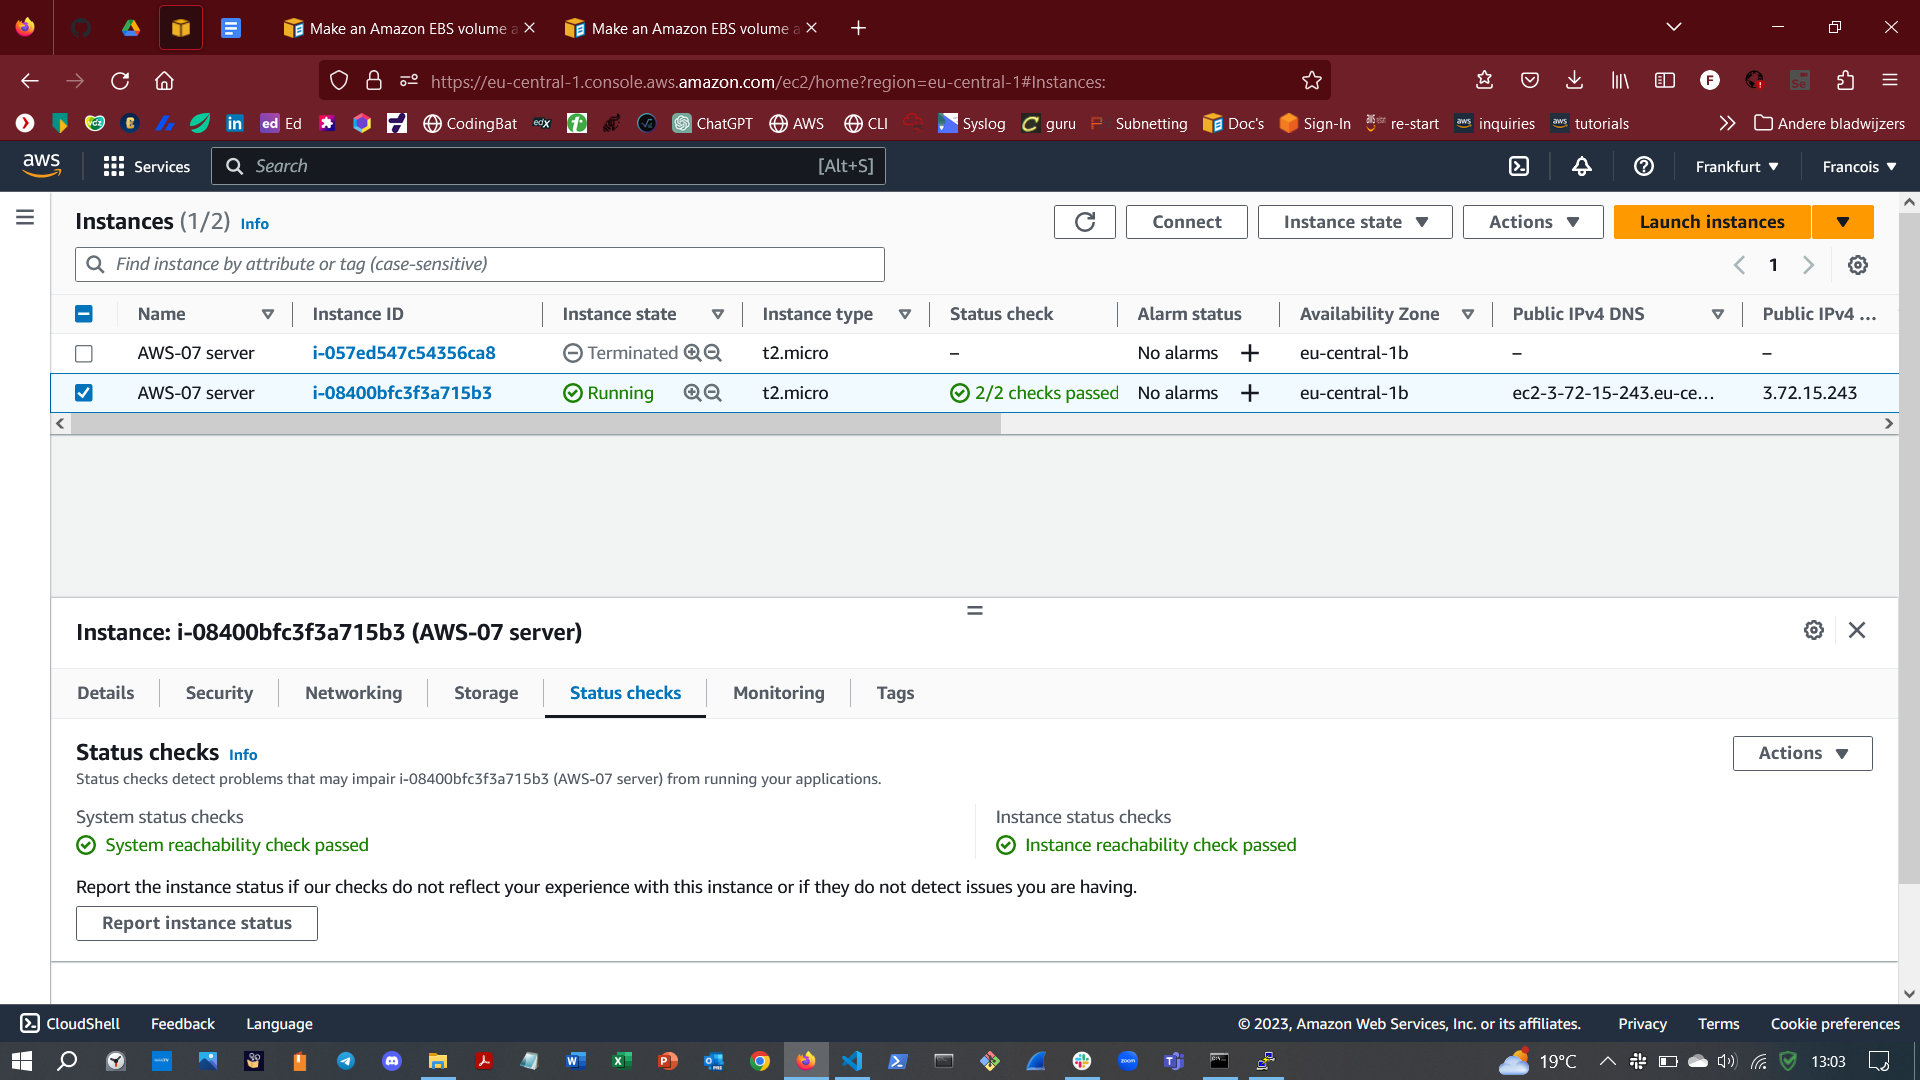 Make an Amazon EBS volume a
Make an Amazon EBS volume a
https://eu-central-1.console.aws.amazon.com/ec2/home?region=eu-central-1#Instances:
Ed
CodingBat
edX
ChatGPT
AWS
CLI
Syslog
guru
Subnetting
Doc's
Sign-In
re-start
inquiries
tutorials
Andere bladwijzers
aws
Services
Search
[Alt+S]
Frankfurt
Francois
Instances (1/2) Info
Connect
Instance state
Actions
Launch instances
Find instance by attribute or tag (case-sensitive)
1
Name Instance ID Instance state Instance type Status check Alarm status Availability Zone Public IPv4 DNS Public IPv4 ...
AWS-07 server i-057ed547c54356ca8 Terminated t2.micro – No alarms eu-central-1b – –
AWS-07 server i-08400bfc3f3a715b3 Running t2.micro 2/2 checks passed No alarms eu-central-1b ec2-3-72-15-243.eu-ce... 3.72.15.243
Instance: i-08400bfc3f3a715b3 (AWS-07 server)
Details Security Networking Storage Status checks Monitoring Tags
Status checks Info
Actions
Status checks detect problems that may impair i-08400bfc3f3a715b3 (AWS-07 server) from running your applications.
System status checks
System reachability check passed
Instance status checks
Instance reachability check passed
Report the instance status if our checks do not reflect your experience with this instance or if they do not detect issues you are having.
Report instance status
CloudShell Feedback Language
© 2023, Amazon Web Services, Inc. or its affiliates. Privacy Terms Cookie preferences
19°C
13:03